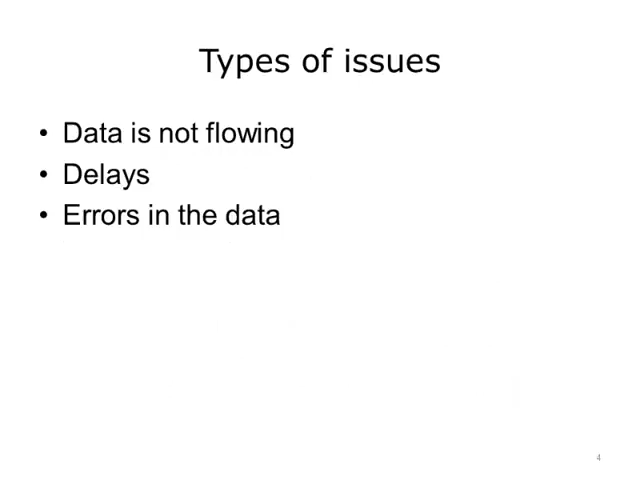 Types of issues
• Data is not flowing
• Delays
• Errors in the data
4